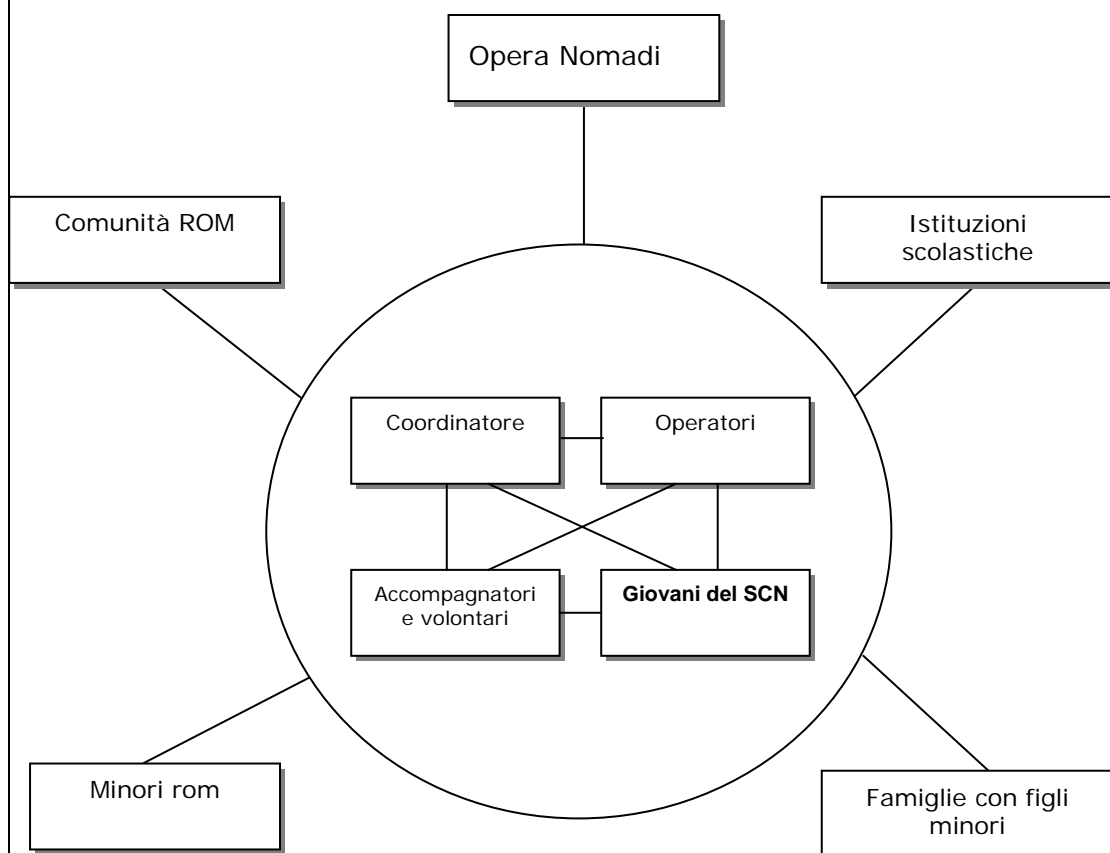 Opera Nomadi
Comunità ROM
Istituzioni
scolastiche
Coordinatore
Operatori
Accompagnatori
e volontari
Giovani del SCN
Minori rom
Famiglie con figli
minori